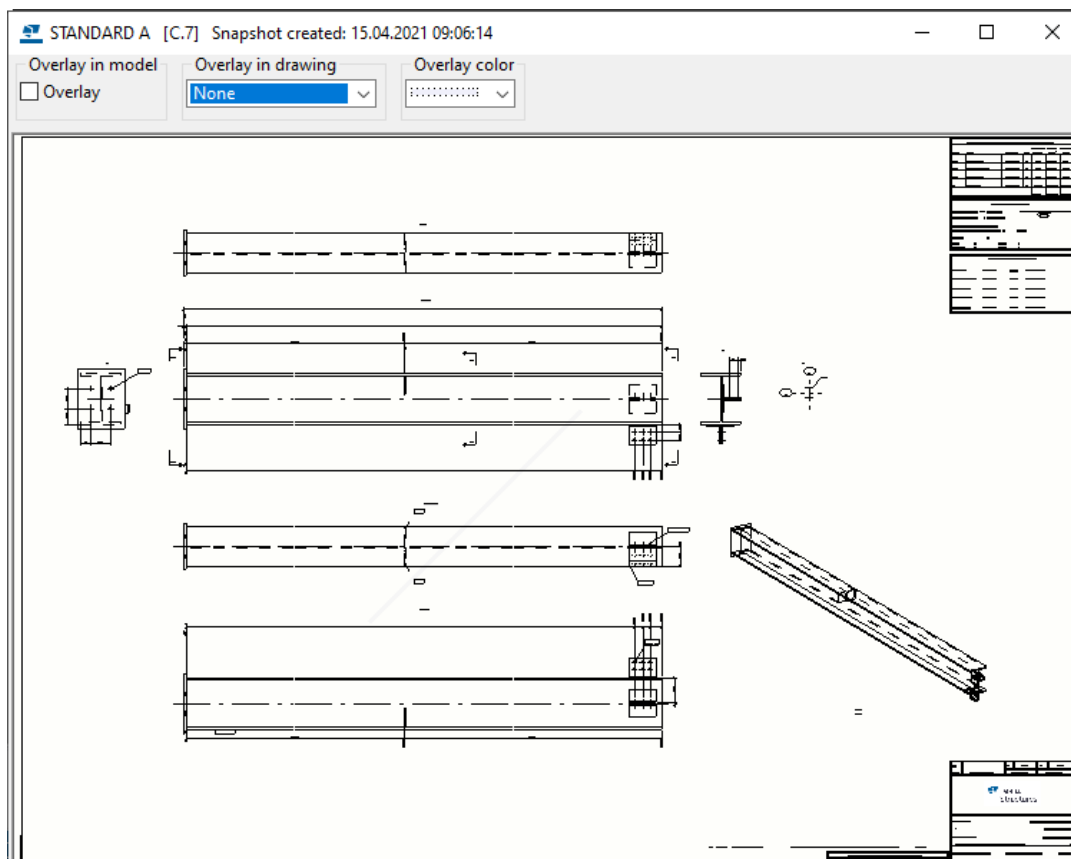 STANDARD A [C.7] Snapshot created: 15.04.2021 09:06:14
Overlay in model
Overlay in drawing
Overlay color
Overlay
None
structures